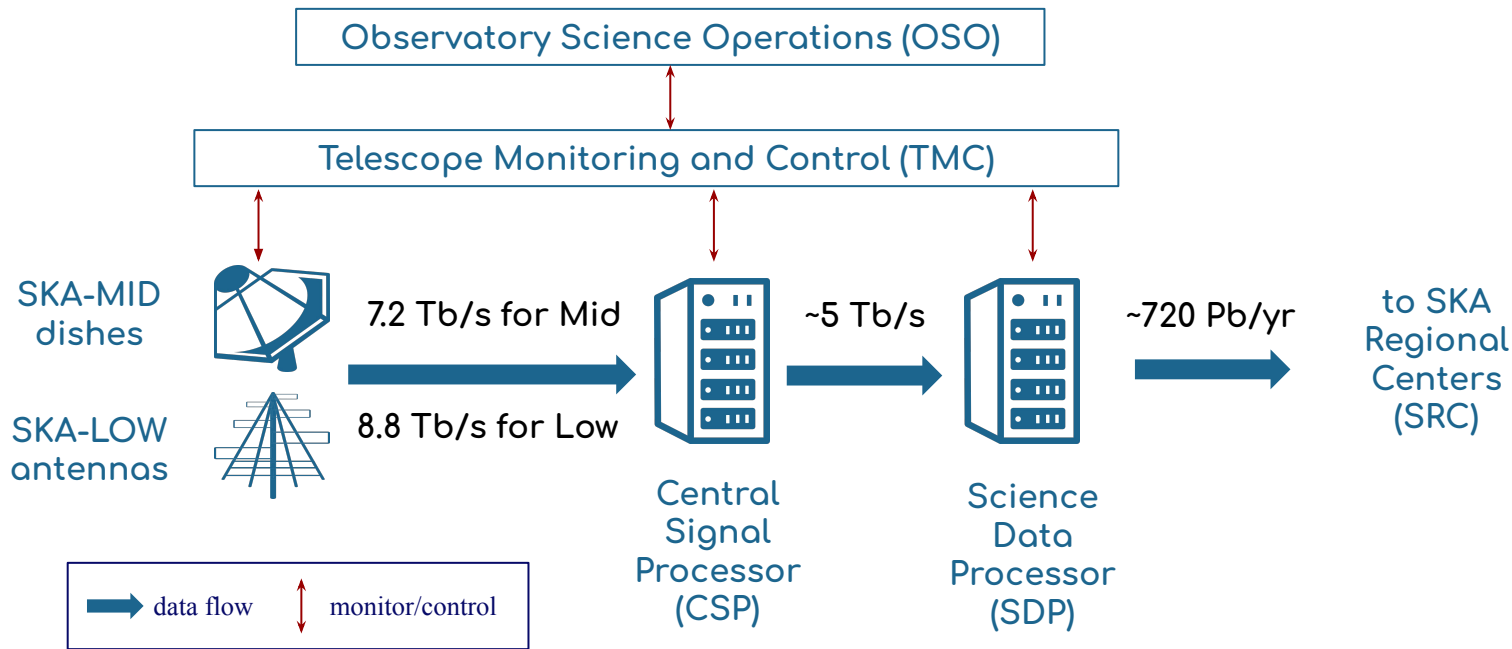 Observatory Science Operations (OSO)
Telescope Monitoring and Control (TMC)
SKA-MID
dishes
7.2 Tb/s for Mid
~5 Tb/s
~720 Pb/yr
to SKA
Regional
Centers
(SRC)
SKA-LOW
antennas
8.8 Tb/s for Low
Central
Signal
Processor
(CSP)
Science
Data
Processor
(SDP)
data flow
monitor/control